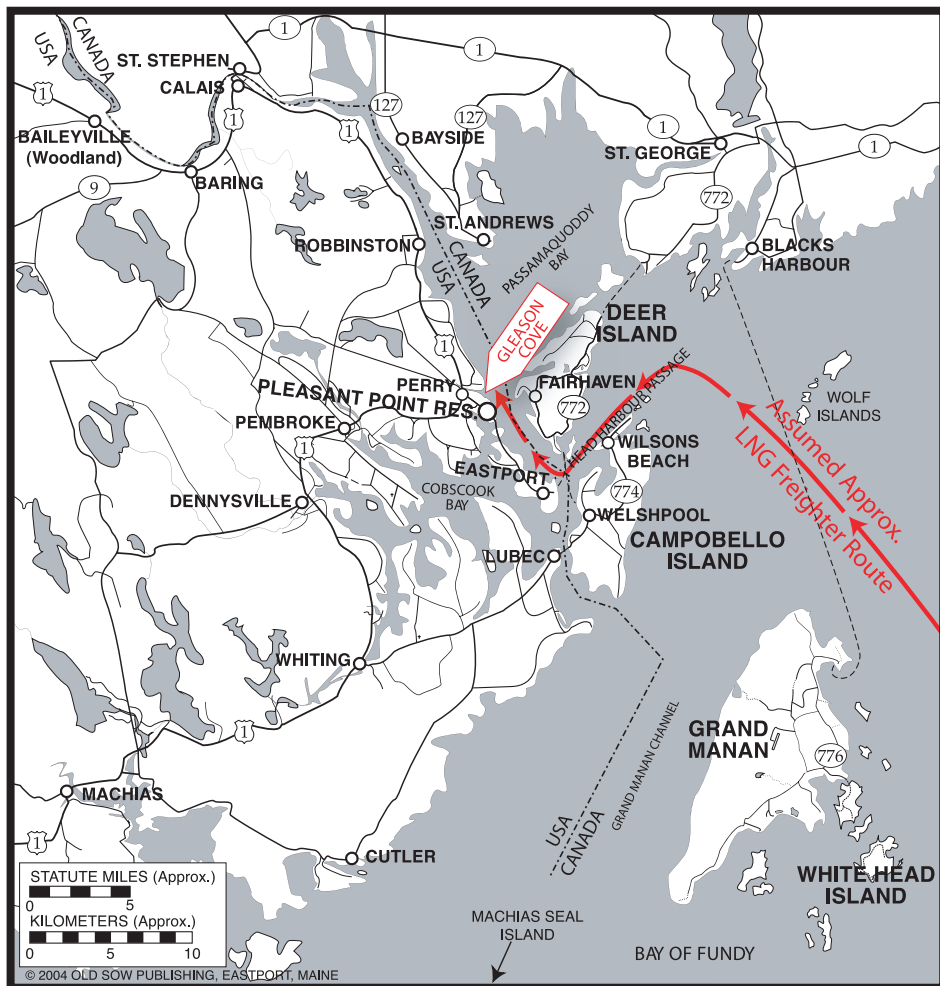 CANADA
USA
1
1
ST. STEPHEN
CALAIS
1
1
1
127
127
BAYSIDE
1
ST. GEORGE
1
BAILEYVILLE
(Woodland)
9
BARING
772
ST. ANDREWS
ROBBINSTON
CANADA
USA
PASSAMAQUODDY
BAY
BLACKS
HARBOUR
GLEASON
COVE
DEER
ISLAND
1
PERRY
PLEASANT POINT RES.
FAIRHAVEN
772
HEAD HARBOUR PASSAGE
WOLF
ISLANDS
PEMBROKE
1
WILSONS
BEACH
Assumed Approx.
LNG Freighter Route
EASTPORT
COBSCOOK
BAY
774
DENNYSVILLE
WELSHPOOL
LUBEC
CAMPOBELLO
ISLAND
WHITING
1
GRAND
MANAN
776
GRAND MANAN CHANNEL
USA
CANADA
MACHIAS
1
CUTLER
WHITE HEAD
ISLAND
STATUTE MILES (Approx.)
0 5
KILOMETERS (Approx.)
0 5 10
MACHIAS SEAL
ISLAND
BAY OF FUNDY
© 2004 OLD SOW PUBLISHING, EASTPORT, MAINE